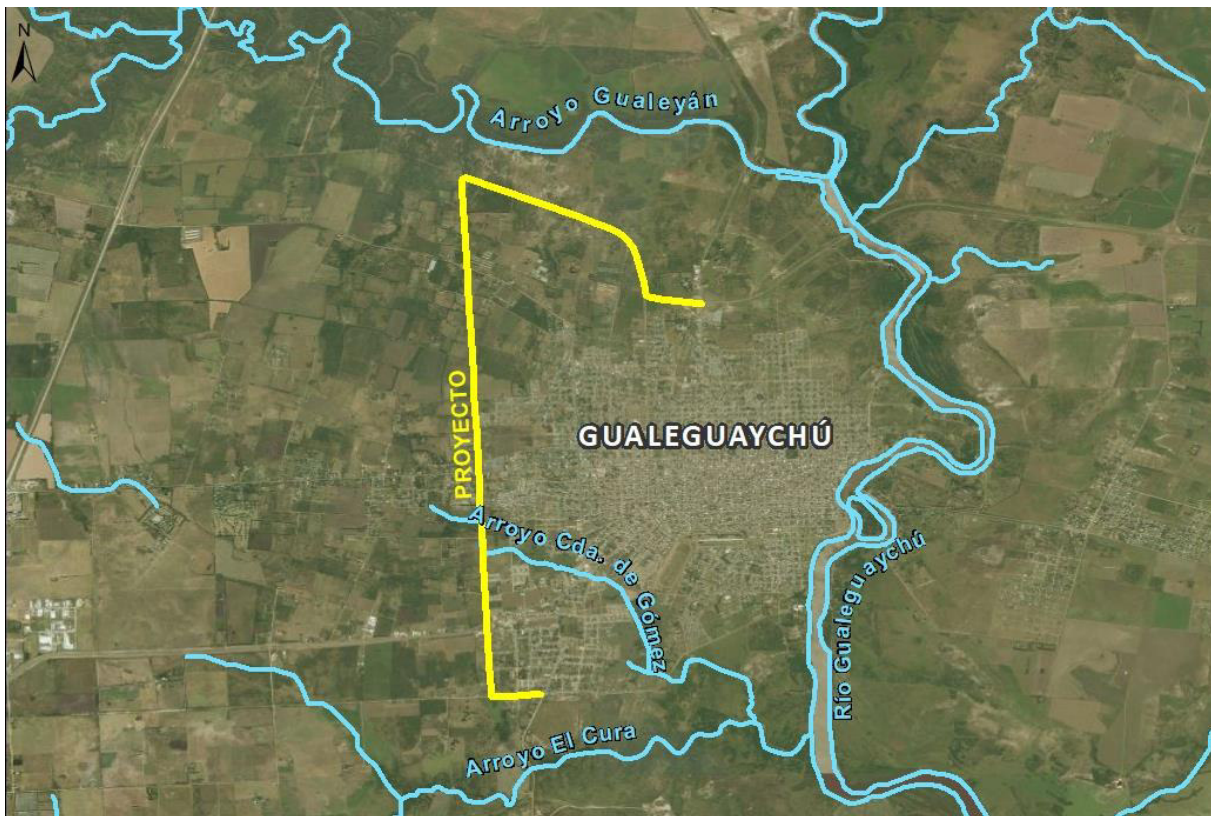 N
Arroyo Gualeyán
PROYECTO
GUALEGUAYCHÚ
Arroyo Cda. de Gómez
Río Gualeguaychú
Arroyo El Cura